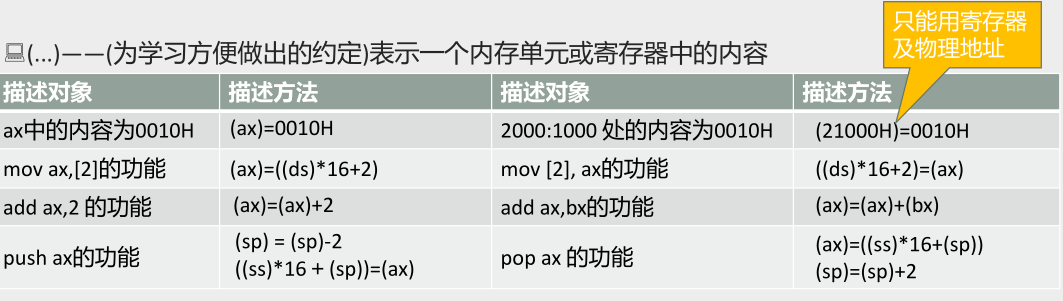 只能用寄存器
及物理地址
💻(...)——(为学习方便做出的约定)表示一个内存单元或寄存器中的内容
描述对象 描述方法 描述对象 描述方法
ax中的内容为0010H (ax)=0010H 2000:1000 处的内容为0010H (21000H)=0010H
mov ax,[2]的功能 (ax)=((ds)*16+2) mov [2], ax的功能 ((ds)*16+2)=(ax)
add ax,2 的功能 (ax)=(ax)+2 add ax,bx的功能 (ax)=(ax)+(bx)
push ax的功能 (sp) = (sp)-2
((ss)*16 + (sp))=(ax) pop ax 的功能 (ax)=((ss)*16+(sp))
(sp)=(sp)+2